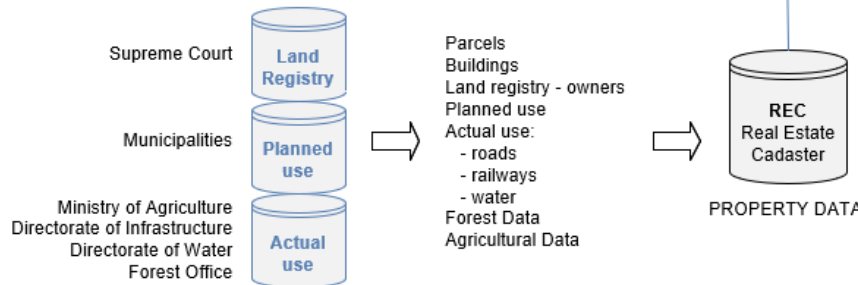 Supreme Court
Land
Registry
Municipalities
Planned
use
Ministry of Agriculture
Directorate of Infrastructure
Directorate of Water
Forest Office
Actual
use
Parcels
Buildings
Land registry - owners
Planned use
Actual use:
- roads
- railways
- water
Forest Data
Agricultural Data
REC
Real Estate
Cadaster
PROPERTY DATA